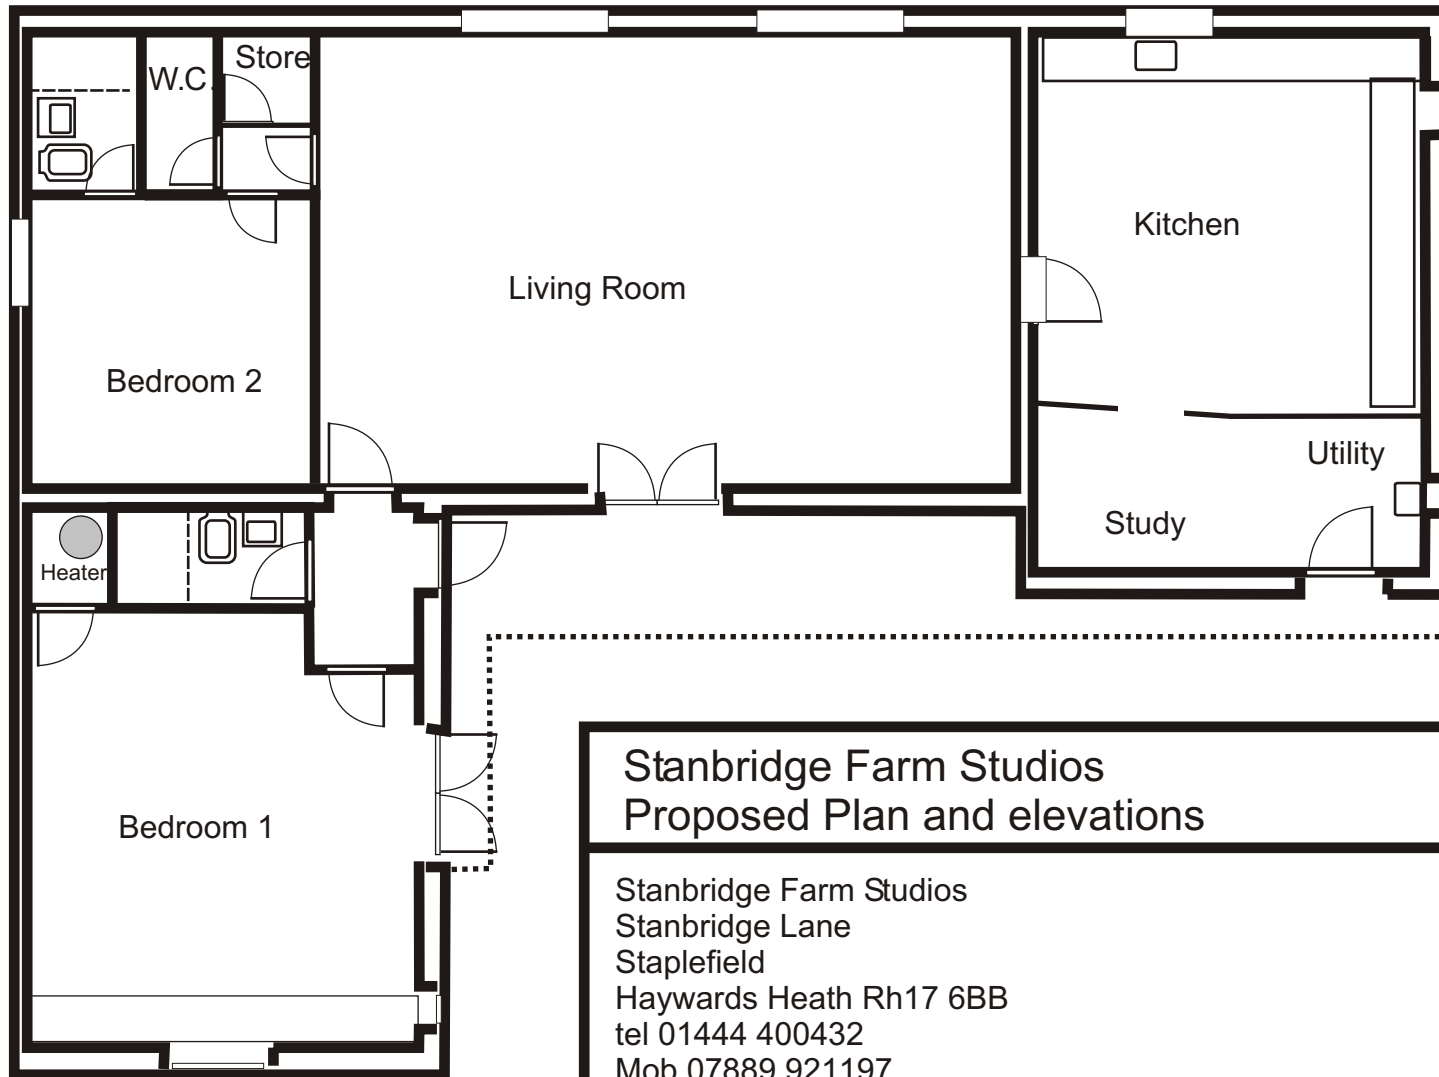 Store
W.C.
Kitchen
Living Room
Bedroom 2
Utility
Study
Heater
Bedroom 1
Stanbridge Farm Studios
Proposed Plan and elevations
Stanbridge Farm Studios
Stanbridge Lane
Staplefield
Haywards Heath Rh17 6BB
tel 01444 400432
Mob 07889 921197